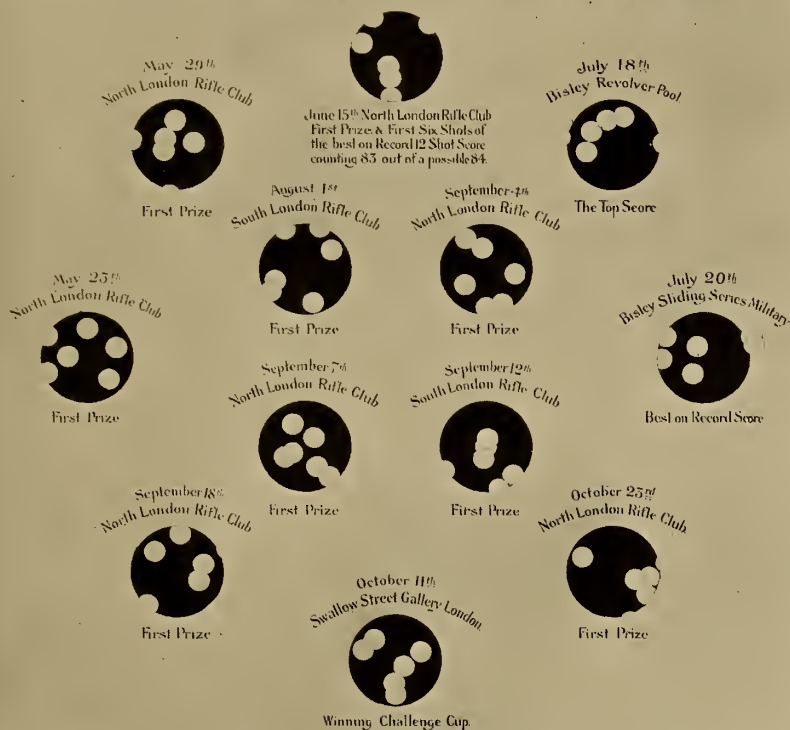 June 15th North London Rifle Club
First Prize & First Six Shots of
the best on Record 12 Shot Score
counting 83 out of a possible 84.
May 29th
North London Rifle Club
First Prize
July 18th
Bisley Revolver Pool.
The Top Score
August 1st
South London Rifle Club
First Prize
September 4th
North London Rifle Club
First Prize
May 23th
North London Rifle Club
First Prize
July 20th
Bisley Sliding Series Military
Best on Record Score
September 7th
North London Rifle Club
First Prize
September 12th
South London Rifle Club
First Prize
September 18th
North London Rifle Club
First Prize
October 23rd
North London Rifle Club
First Prize
October 11th
Swallow Street Gallery London.
Winning Challenge Cup.